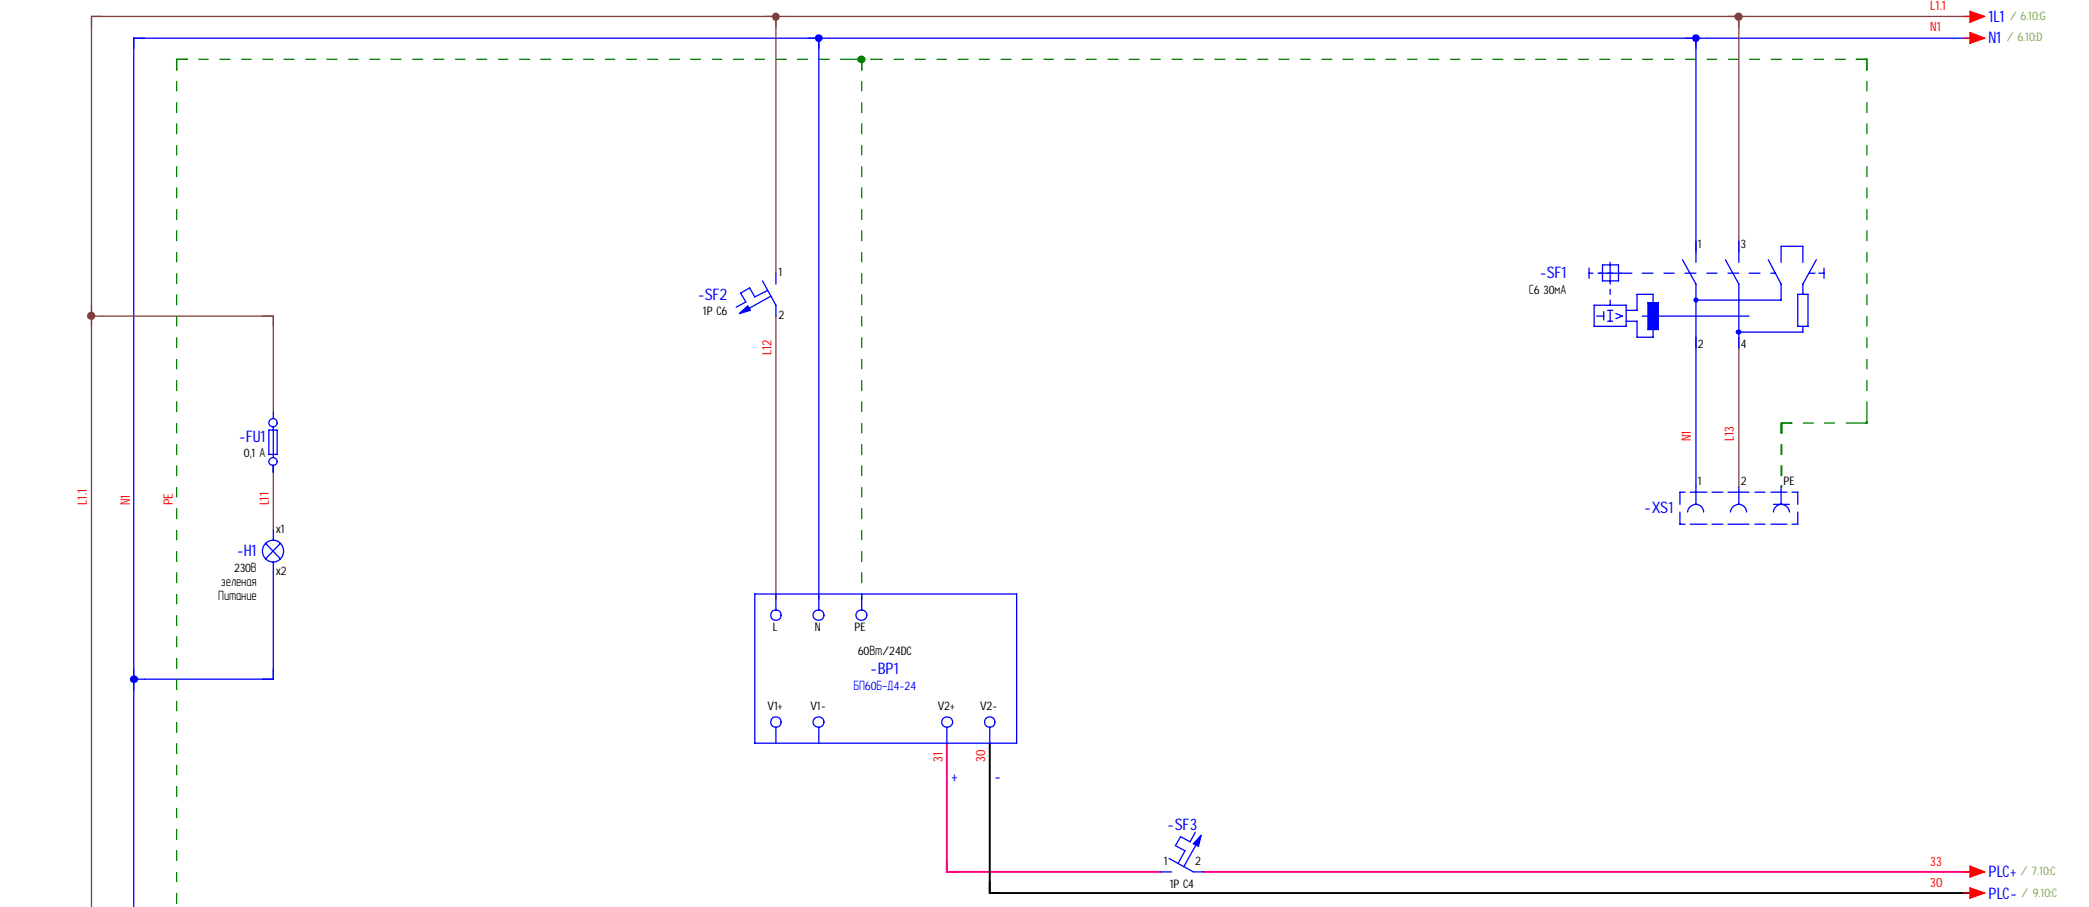 L1.1
1L1 / 6.10:G
N1
N1 / 6.10:D
1
3
-SF1
C6 30мА
1
-SF2
1P C6
2
L12
2
4
-FU1
0,1 А
N1
L13
L1.1
N1
PE
L11
1
2
PE
-XS1
x1
-H1
230В
x2
зеленая
Питание
L
N
PE
60Вт/24DC
-BP1
БП60Б-Д4-24
V1+
V1-
V2+
V2-
31
30
+
-
-SF3
1
2
1P C4
33
PLC+ / 7.10:C
30
PLC- / 9.10:C